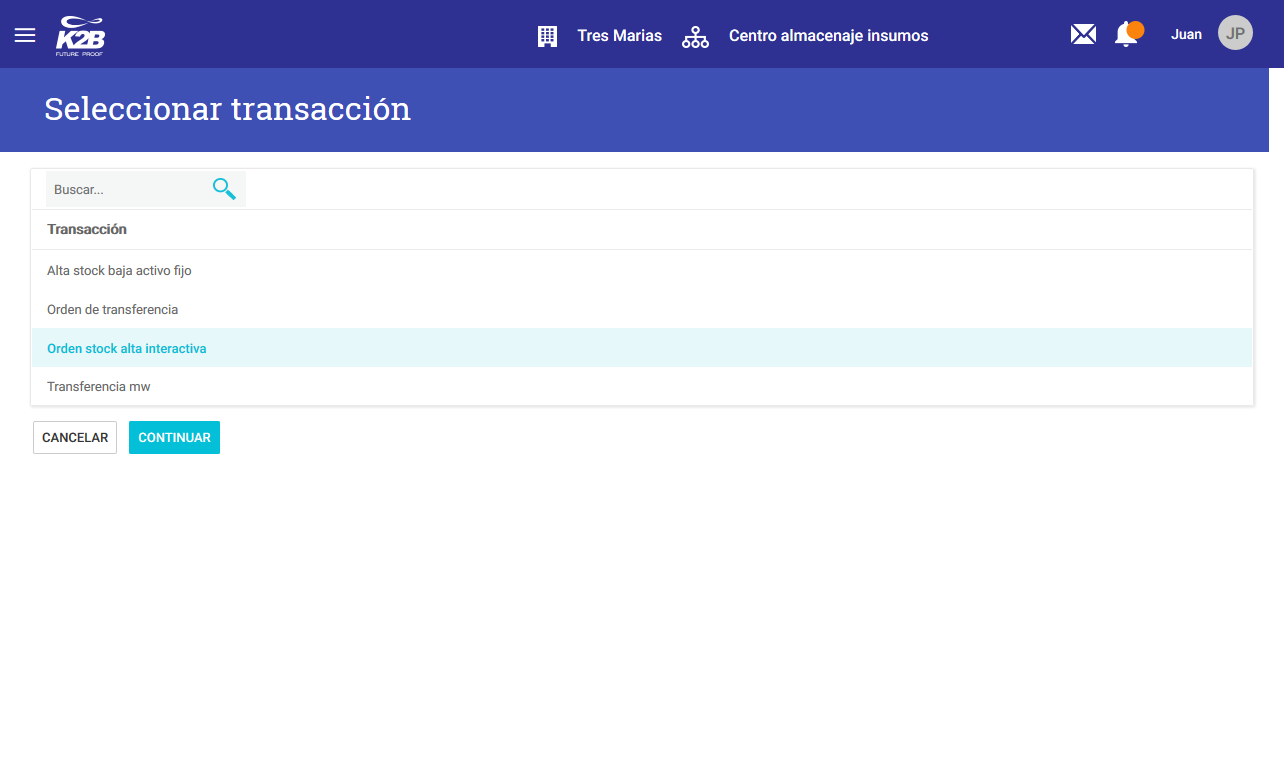 K2B
FUTURE PROOF
Tres Marias
Centro almacenaje insumos
Juan
JP
Seleccionar transacción
Buscar...
Transacción
Alta stock baja activo fijo
Orden de transferencia
Orden stock alta interactiva
Transferencia mw
CANCELAR
CONTINUAR